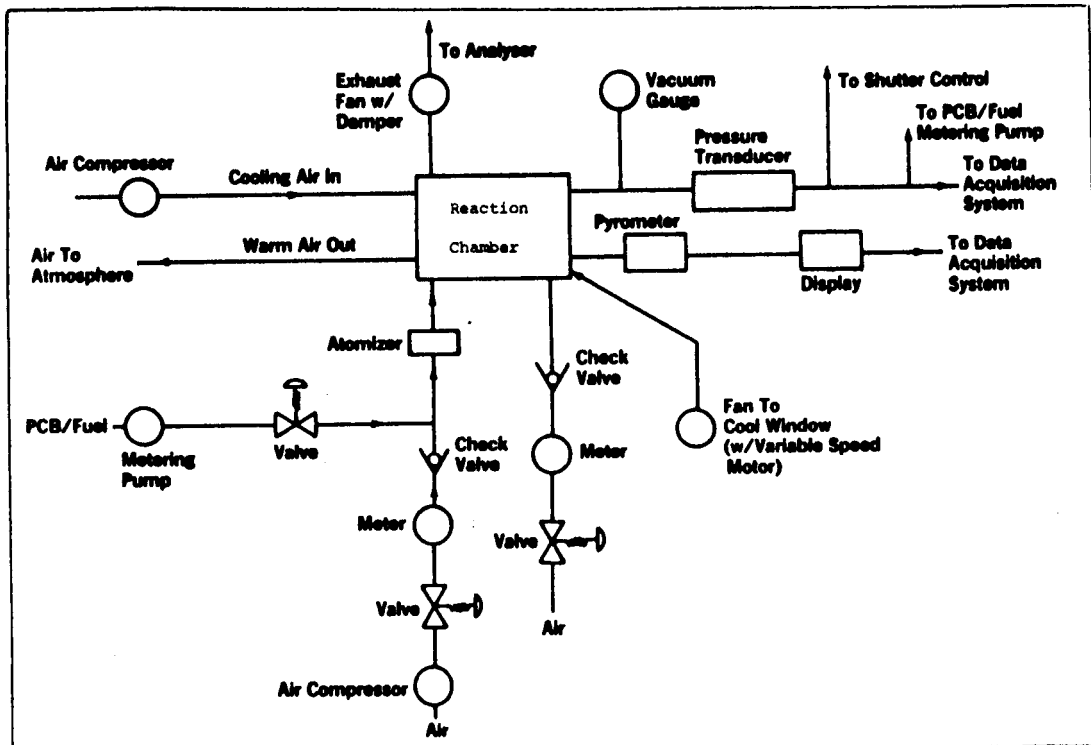 To Analyser
Exhaust
Fan w/
Damper
Vacuum
Gauge
To Shutter Control
To PCB/Fuel
Metering Pump
Pressure
Transducer
To Data
Acquisition
System
Air Compressor
Cooling Air In
Reaction
Chamber
Pyrometer
Warm Air Out
Air To
Atmosphere
Display
To Data
Acquisition
System
Atomizer
Check
Valve
Fan To
Cool Window
(w/Variable Speed
Motor)
PCB/Fuel
Metering
Pump
Valve
Check
Valve
Meter
Meter
Valve
Air
Valve
Air Compressor
Air